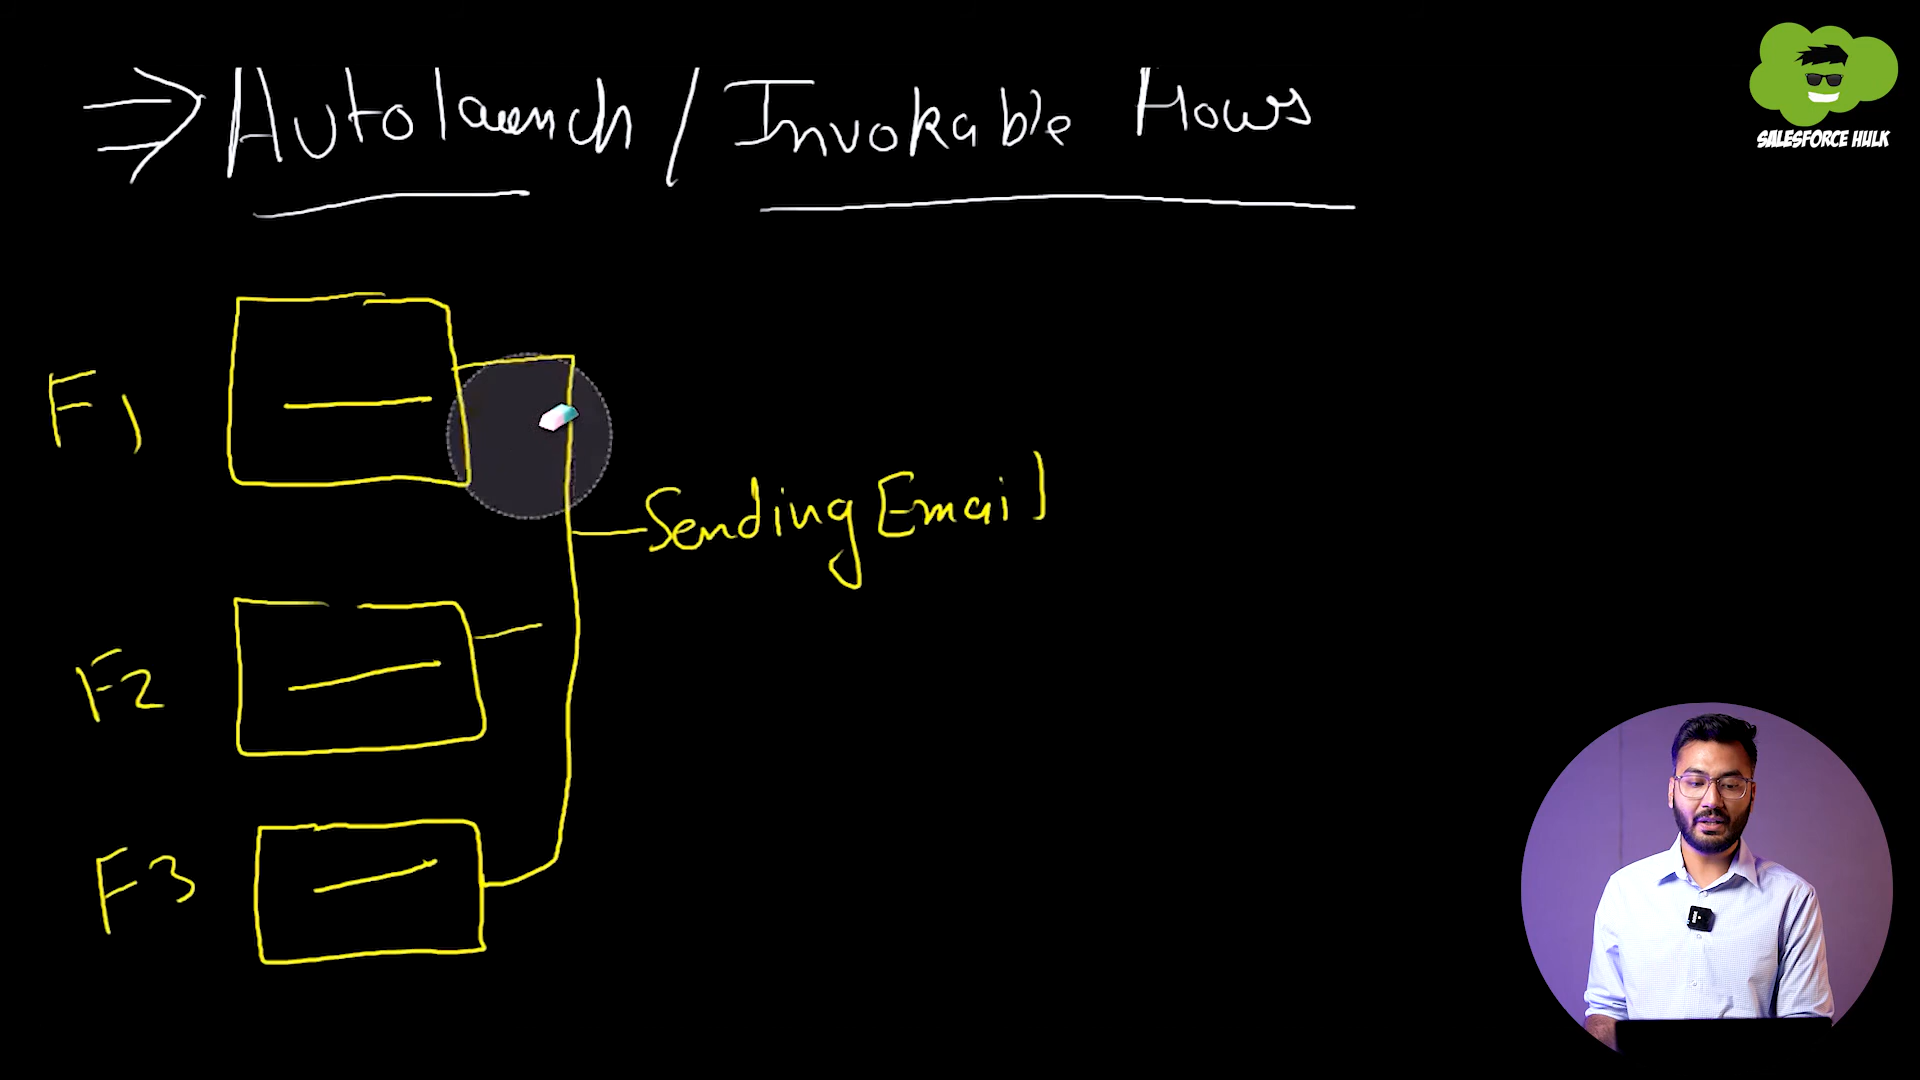 ⇒ Autolaunch / Invokable Flows
SALESFORCE HULK
F1
Sending Email
F2
F3